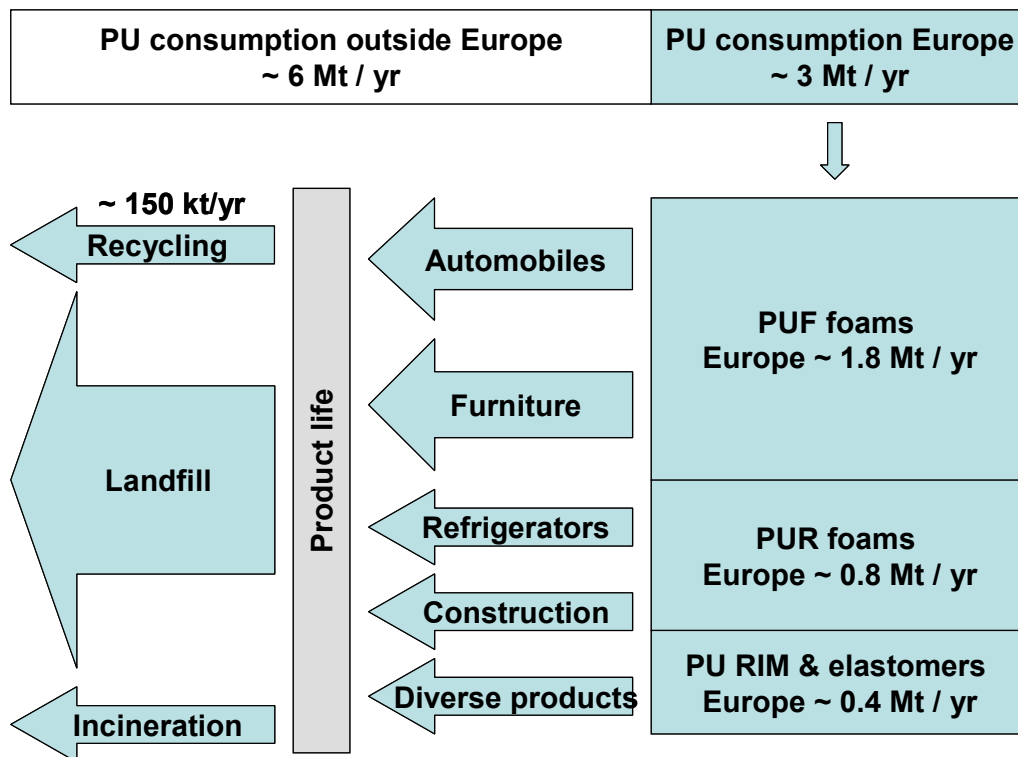 PU consumption outside Europe
~ 6 Mt / yr
PU consumption Europe
~ 3 Mt / yr
~ 150 kt/yr
Recycling
Landfill
Incineration
Product life
Automobiles
Furniture
Refrigerators
Construction
Diverse products
PUF foams
Europe ~ 1.8 Mt / yr
PUR foams
Europe ~ 0.8 Mt / yr
PU RIM & elastomers
Europe ~ 0.4 Mt / yr